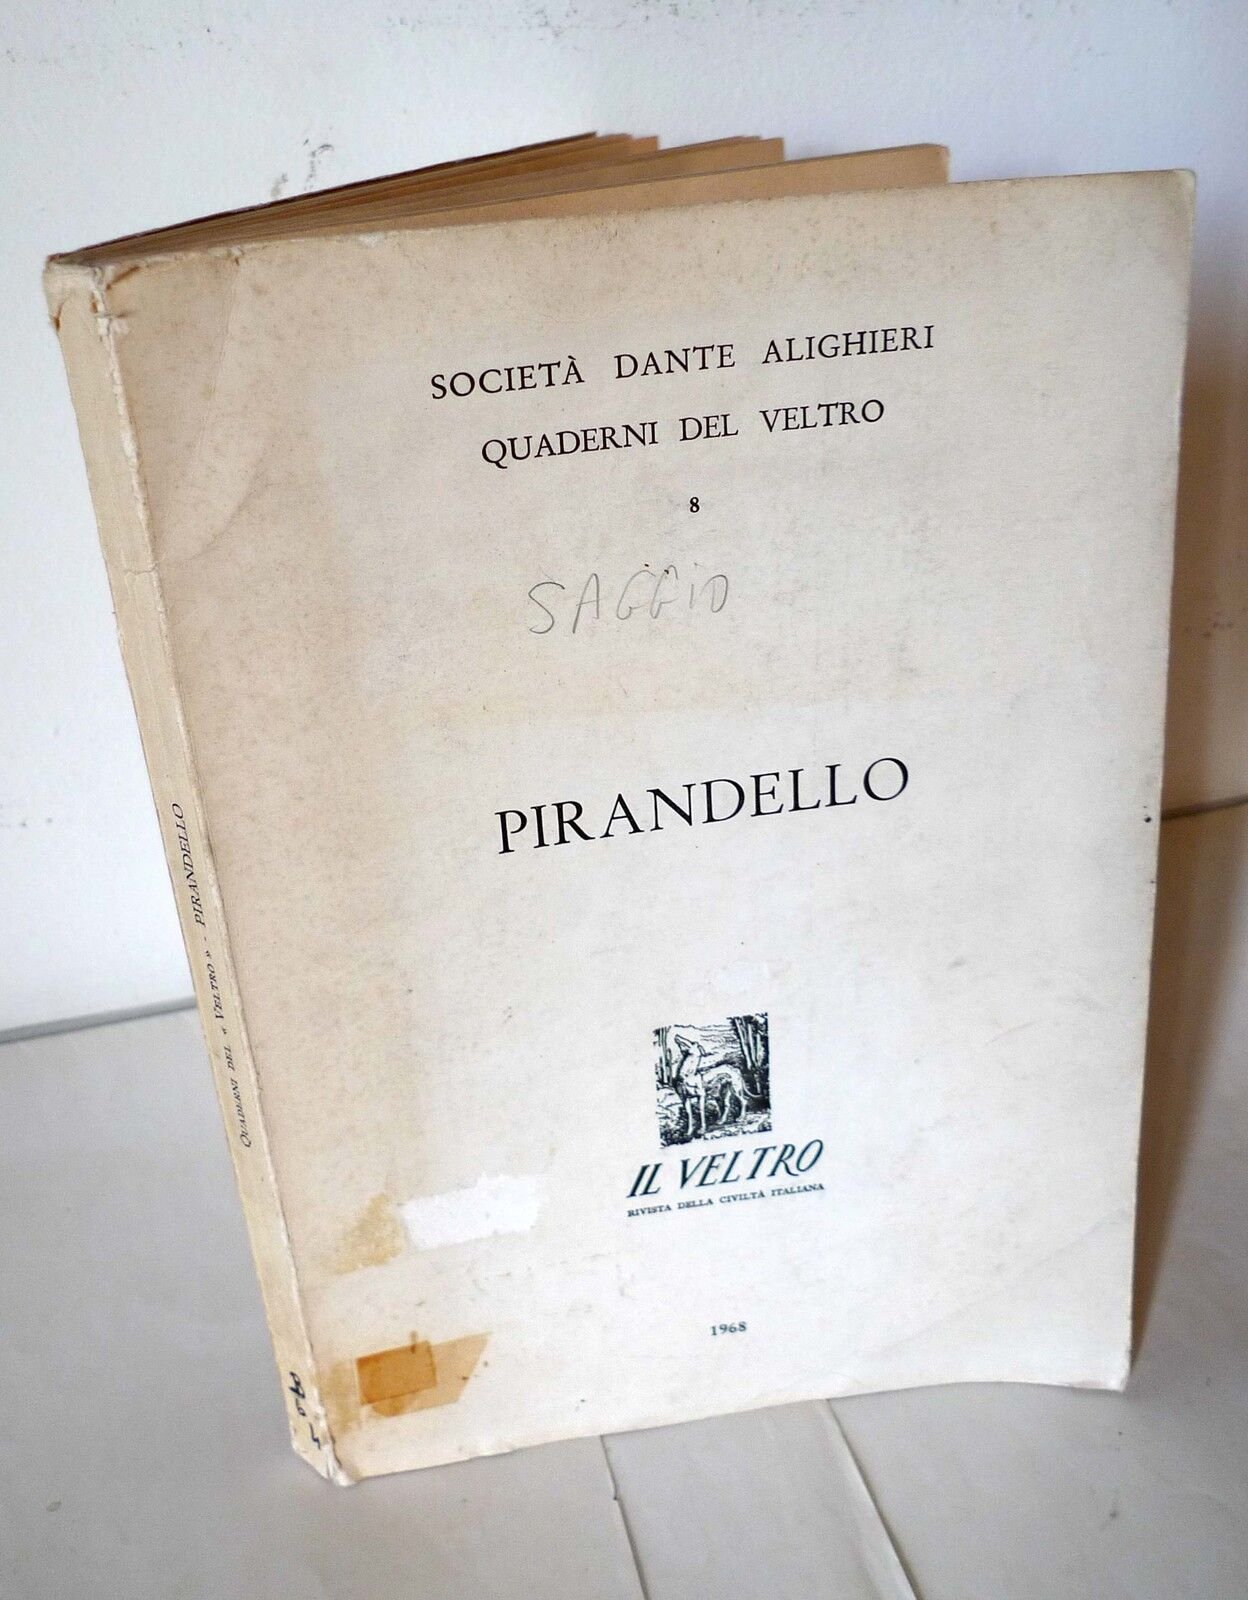 SOCIETÀ DANTE ALIGHIERI
QUADERNI DEL VELTRO
8
SAGGIO
PIRANDELLO
IL VELTRO
RIVISTA DELLA CIVILTÀ ITALIANA
1968
QUADERNI DEL « VELTRO » - PIRANDELLO